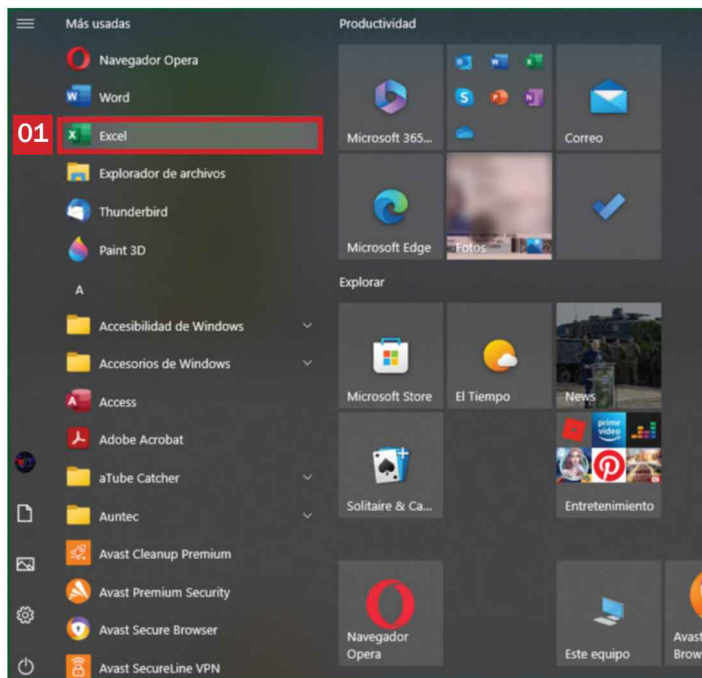 Más usadas
Navegador Opera
Word
01
Excel
Explorador de archivos
Thunderbird
Paint 3D
A
Accesibilidad de Windows
Accesorios de Windows
Access
Adobe Acrobat
aTube Catcher
Auntec
Avast Cleanup Premium
Avast Premium Security
Avast Secure Browser
Avast SecureLine VPN
Productividad
Microsoft 365...
Correo
Microsoft Edge
Fotos
Explorar
Microsoft Store
El Tiempo
News
Solitaire & Ca...
prime
video
Entretenimiento
Navegador
Opera
Este equipo
Avast
Brow